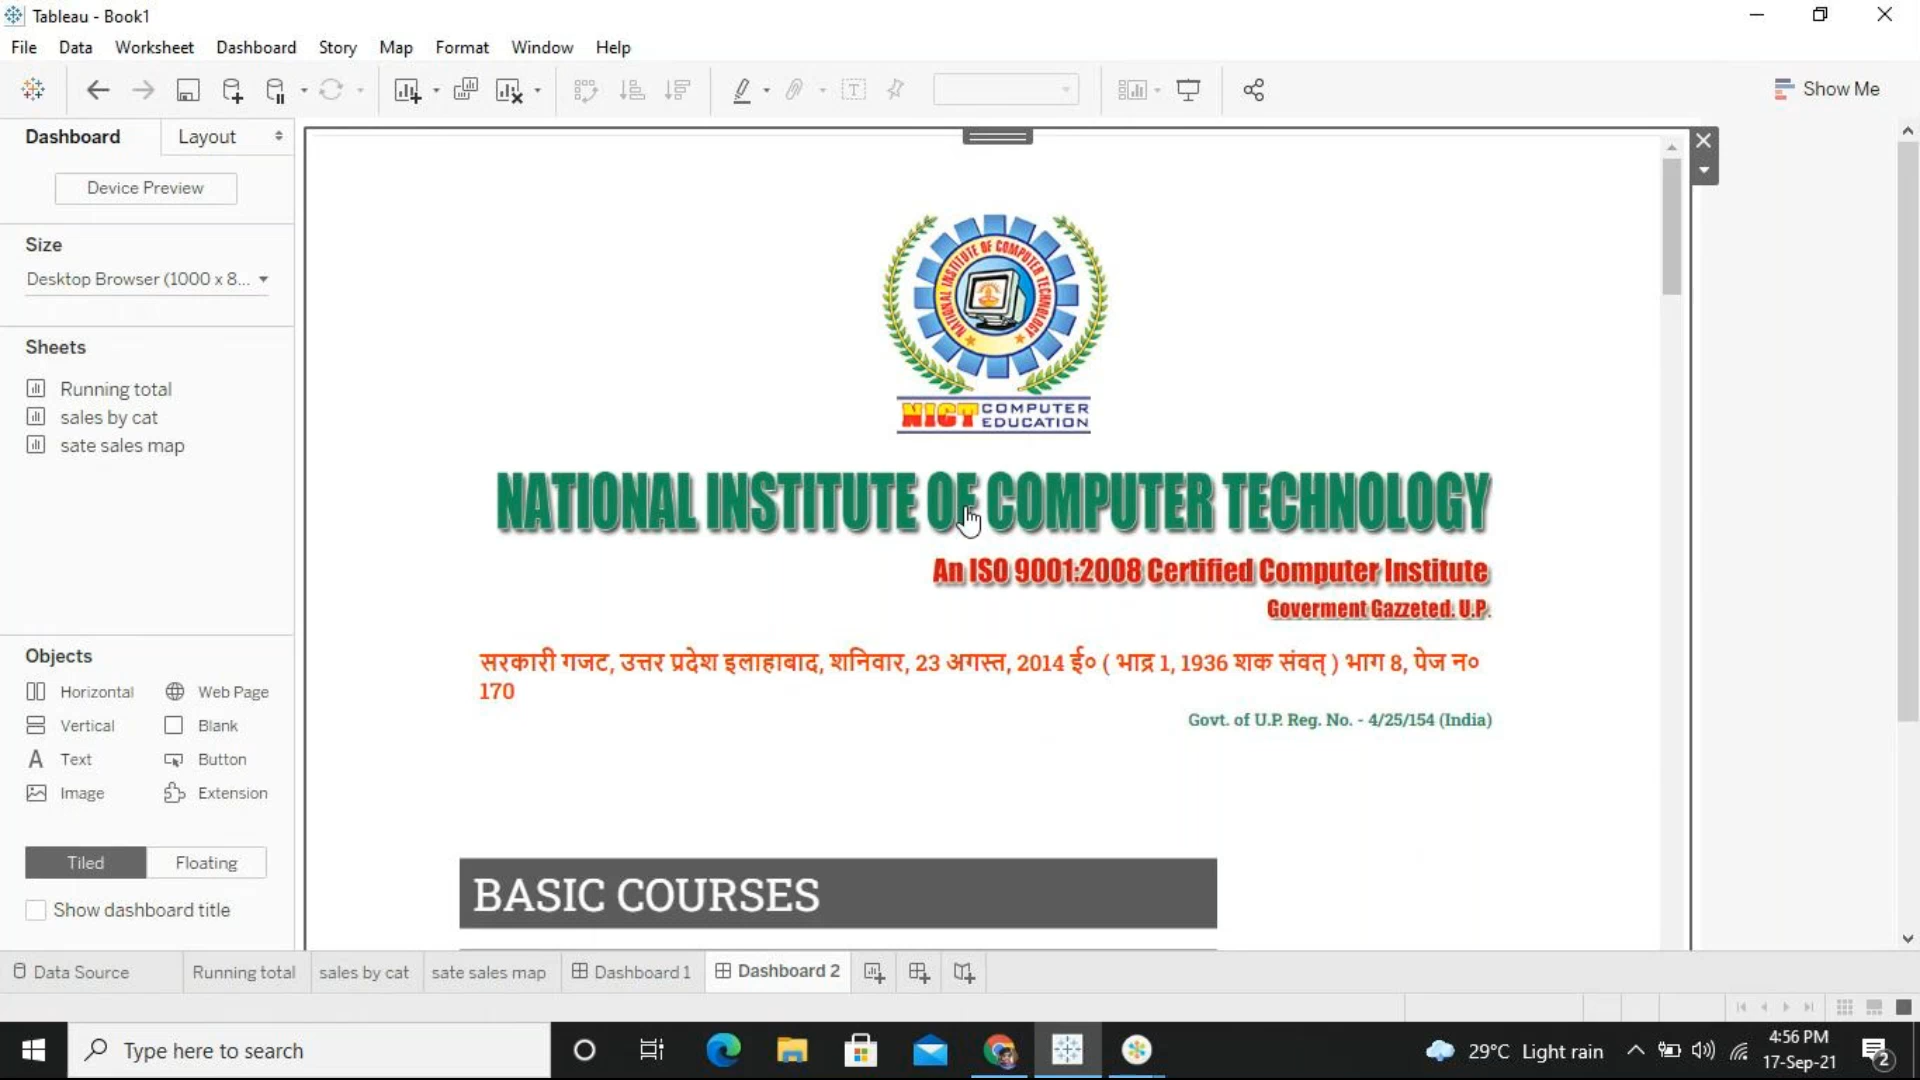 Tableau - Book1
File Data Worksheet Dashboard Story Map Format Window Help
Show Me
Dashboard Layout
Device Preview
Size
Desktop Browser (1000 x 8...
Sheets
Running total
sales by cat
sate sales map
Objects
Horizontal Web Page
Vertical Blank
Text Button
Image Extension
Tiled Floating
Show dashboard title
NATIONAL INSTITUTE OF COMPUTER TECHNOLOGY
NICT COMPUTER EDUCATION
NATIONAL INSTITUTE OF COMPUTER TECHNOLOGY
An ISO 9001:2008 Certified Computer Institute
Goverment Gazzeted. U.P.
सरकारी गजट, उत्तर प्रदेश इलाहाबाद, शनिवार, 23 अगस्त, 2014 ई० ( भाद्र 1, 1936 शक संवत् ) भाग 8, पेज न०
170
Govt. of U.P. Reg. No. - 4/25/154 (India)
BASIC COURSES
Data Source Running total sales by cat sate sales map Dashboard 1 Dashboard 2
Type here to search
29°C Light rain
4:56 PM
17-Sep-21
2